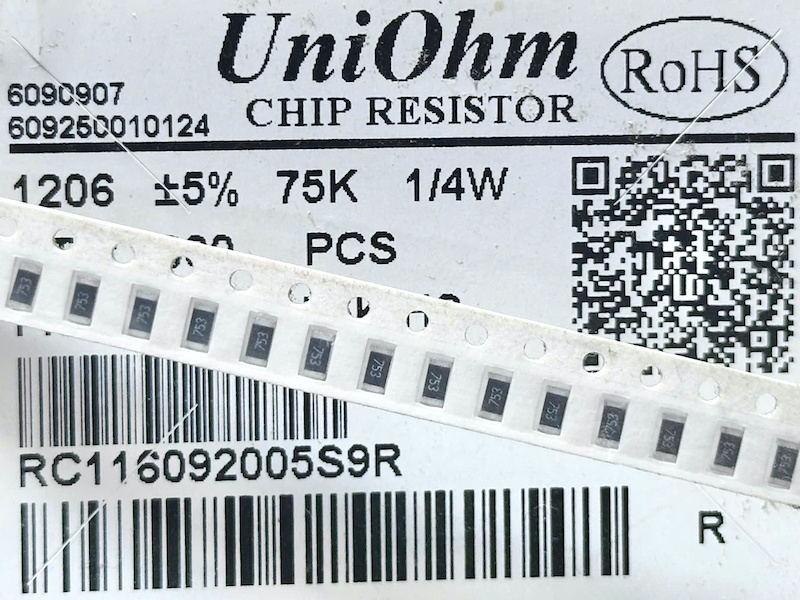 UniOhm
RoHS
6090907
609250010124
CHIP RESISTOR
1206 ±5% 75K 1/4W
PCS
753 753 753 753 753 753 753 753 753 753 753 753 753 753
RC116092005S9R
R